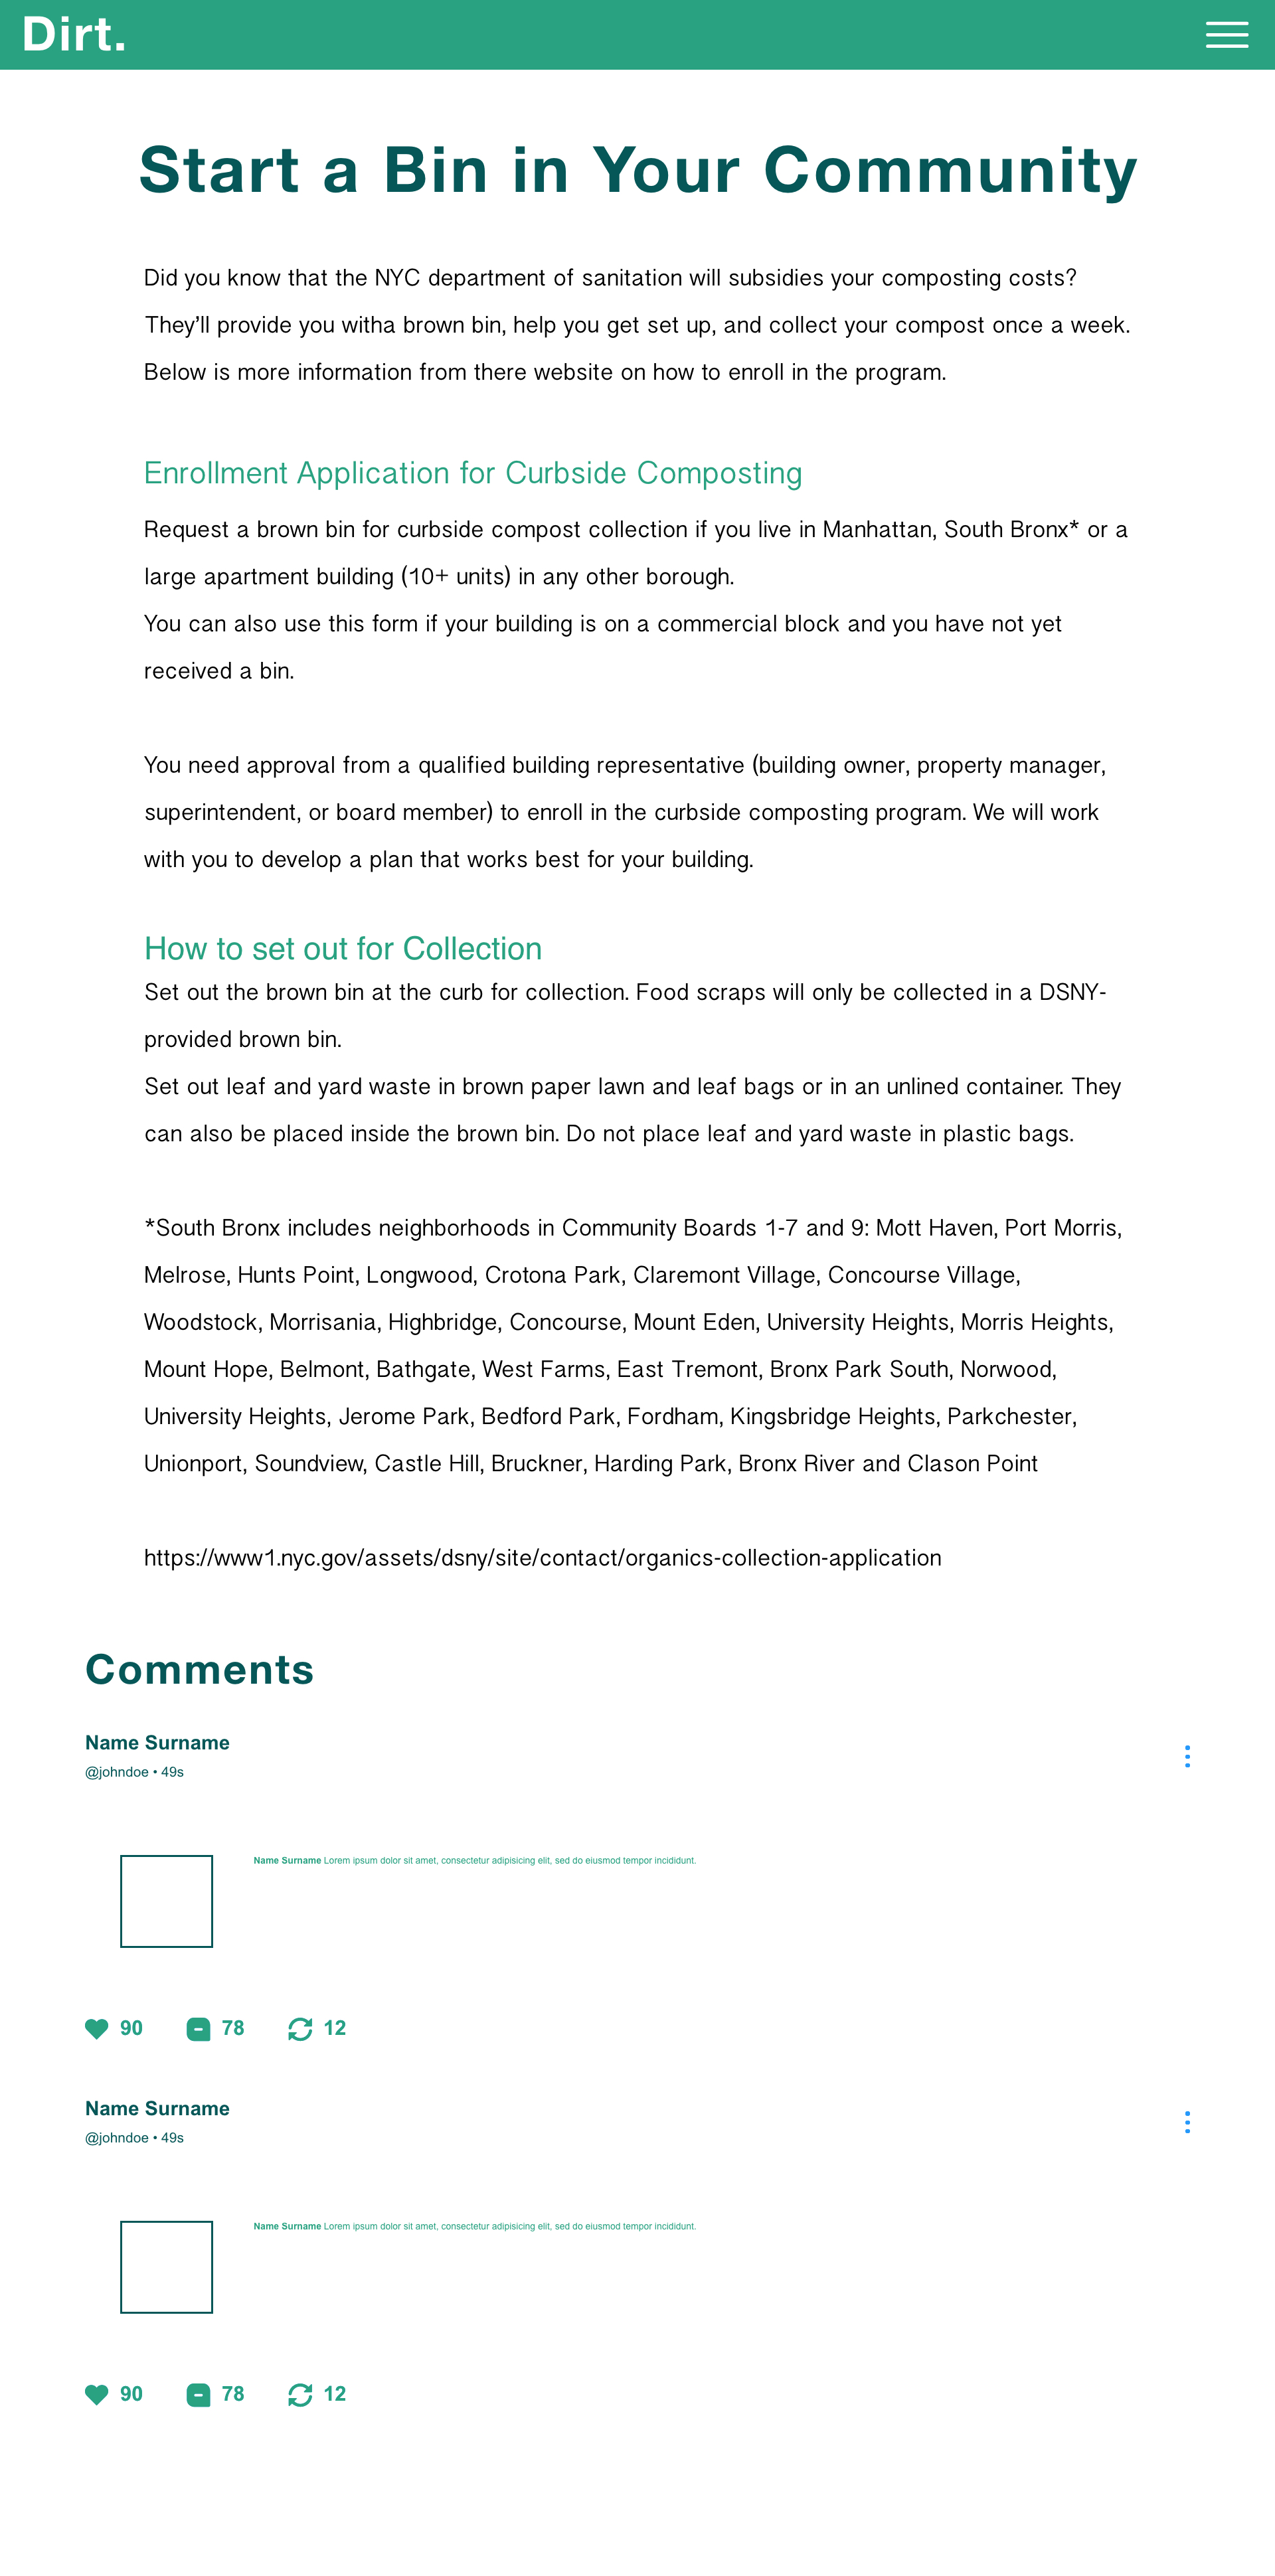 Dirt.
Start a Bin in Your Community
Did you know that the NYC department of sanitation will subsidies your composting costs?
They’ll provide you witha brown bin, help you get set up, and collect your compost once a week.
Below is more information from there website on how to enroll in the program.
Enrollment Application for Curbside Composting
Request a brown bin for curbside compost collection if you live in Manhattan, South Bronx* or a
large apartment building (10+ units) in any other borough.
You can also use this form if your building is on a commercial block and you have not yet
received a bin.
You need approval from a qualified building representative (building owner, property manager,
superintendent, or board member) to enroll in the curbside composting program. We will work
with you to develop a plan that works best for your building.
How to set out for Collection
Set out the brown bin at the curb for collection. Food scraps will only be collected in a DSNY-
provided brown bin.
Set out leaf and yard waste in brown paper lawn and leaf bags or in an unlined container. They
can also be placed inside the brown bin. Do not place leaf and yard waste in plastic bags.
*South Bronx includes neighborhoods in Community Boards 1-7 and 9: Mott Haven, Port Morris,
Melrose, Hunts Point, Longwood, Crotona Park, Claremont Village, Concourse Village,
Woodstock, Morrisania, Highbridge, Concourse, Mount Eden, University Heights, Morris Heights,
Mount Hope, Belmont, Bathgate, West Farms, East Tremont, Bronx Park South, Norwood,
University Heights, Jerome Park, Bedford Park, Fordham, Kingsbridge Heights, Parkchester,
Unionport, Soundview, Castle Hill, Bruckner, Harding Park, Bronx River and Clason Point
https://www1.nyc.gov/assets/dsny/site/contact/organics-collection-application
Comments
Name Surname
@johndoe • 49s
Name Surname Lorem ipsum dolor sit amet, consectetur adipisicing elit, sed do eiusmod tempor incididunt.
90 78 12
Name Surname
@johndoe • 49s
Name Surname Lorem ipsum dolor sit amet, consectetur adipisicing elit, sed do eiusmod tempor incididunt.
90 78 12